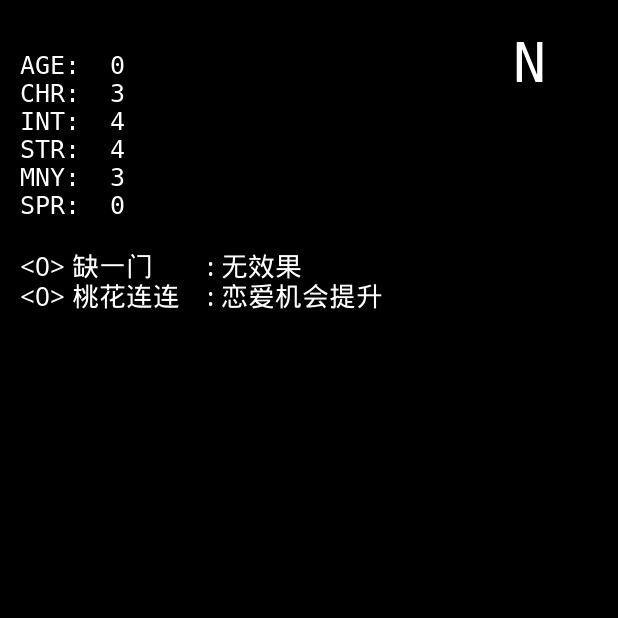 N
AGE: 0
CHR: 3
INT: 4
STR: 4
MNY: 3
SPR: 0
<O> 缺一门 : 无效果
<O> 桃花连连 : 恋爱机会提升